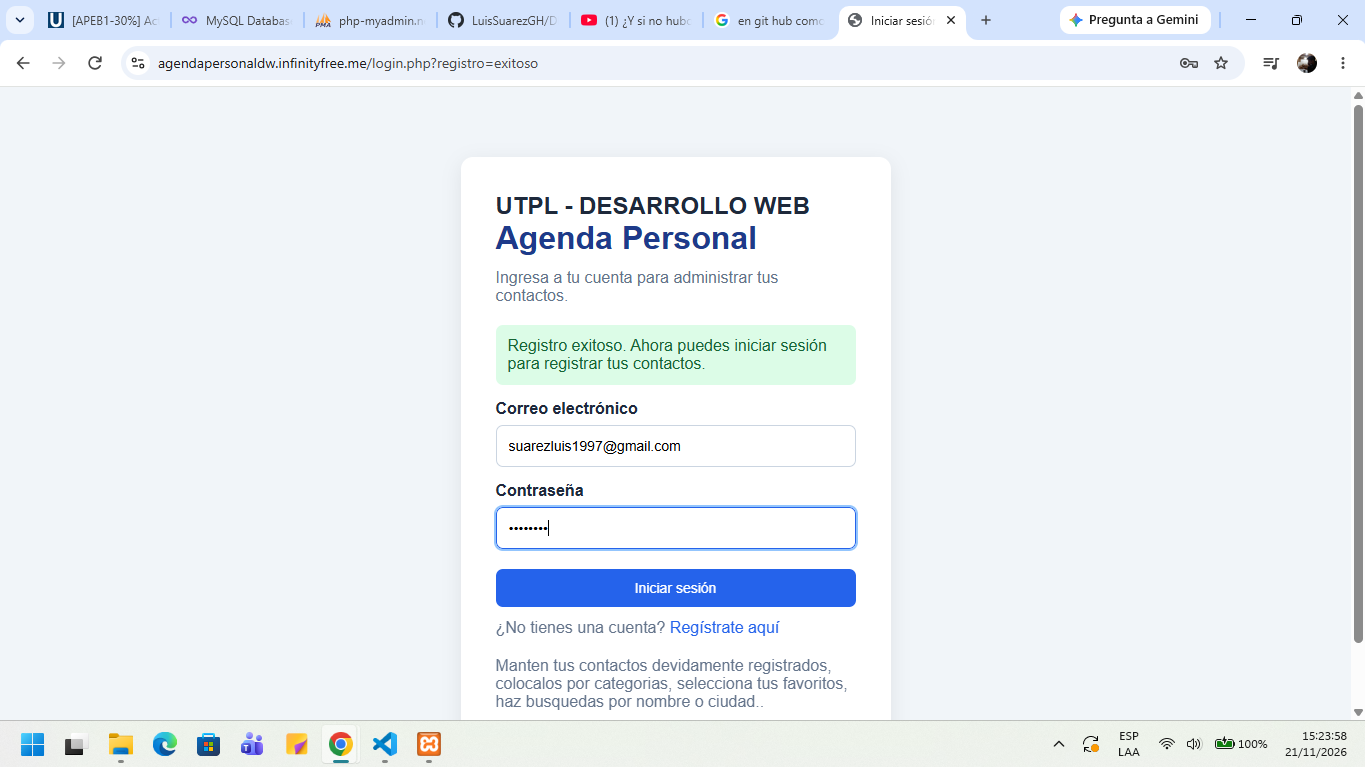 [APEB1-30%] Ac
MySQL Databas
php-myadmin.n
LuisSuarezGH/D
(1) ¿Y si no hubo
en git hub como
Iniciar sesión
Pregunta a Gemini
agendapersonaldw.infinityfree.me/login.php?registro=exitoso
UTPL - DESARROLLO WEB
Agenda Personal
Ingresa a tu cuenta para administrar tus
contactos.
Registro exitoso. Ahora puedes iniciar sesión
para registrar tus contactos.
Correo electrónico
suarezluis1997@gmail.com
Contraseña
••••••••
Iniciar sesión
¿No tienes una cuenta? Regístrate aquí
Manten tus contactos devidamente registrados,
colocalos por categorias, selecciona tus favoritos,
haz busquedas por nombre o ciudad..
ESP
LAA
100%
15:23:58
21/11/2026